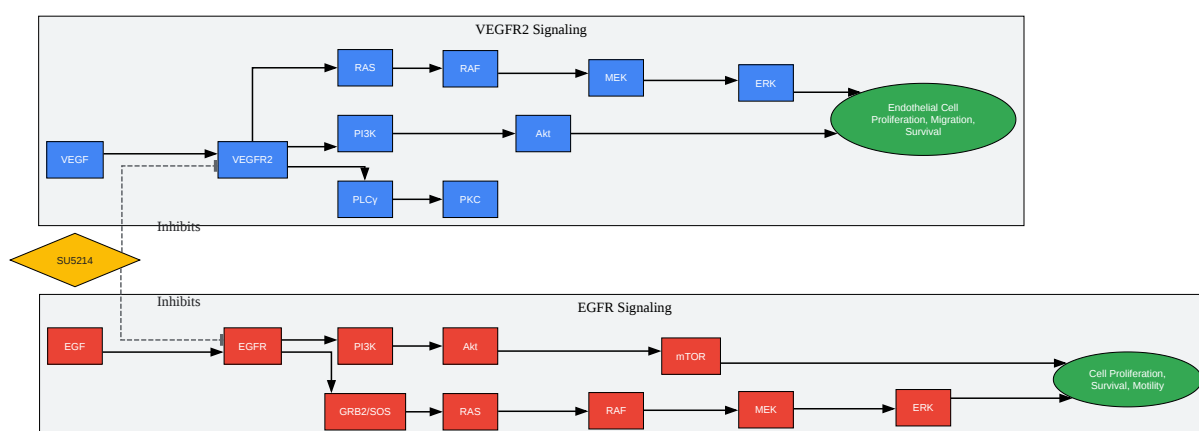 VEGFR2 Signaling
RAS
RAF
MEK
ERK
Endothelial Cell
Proliferation, Migration,
Survival
PI3K
Akt
VEGF
VEGFR2
PLCγ
PKC
Inhibits
SU5214
Inhibits
EGFR Signaling
EGF
EGFR
PI3K
Akt
mTOR
Cell Proliferation,
Survival, Motility
GRB2/SOS
RAS
RAF
MEK
ERK